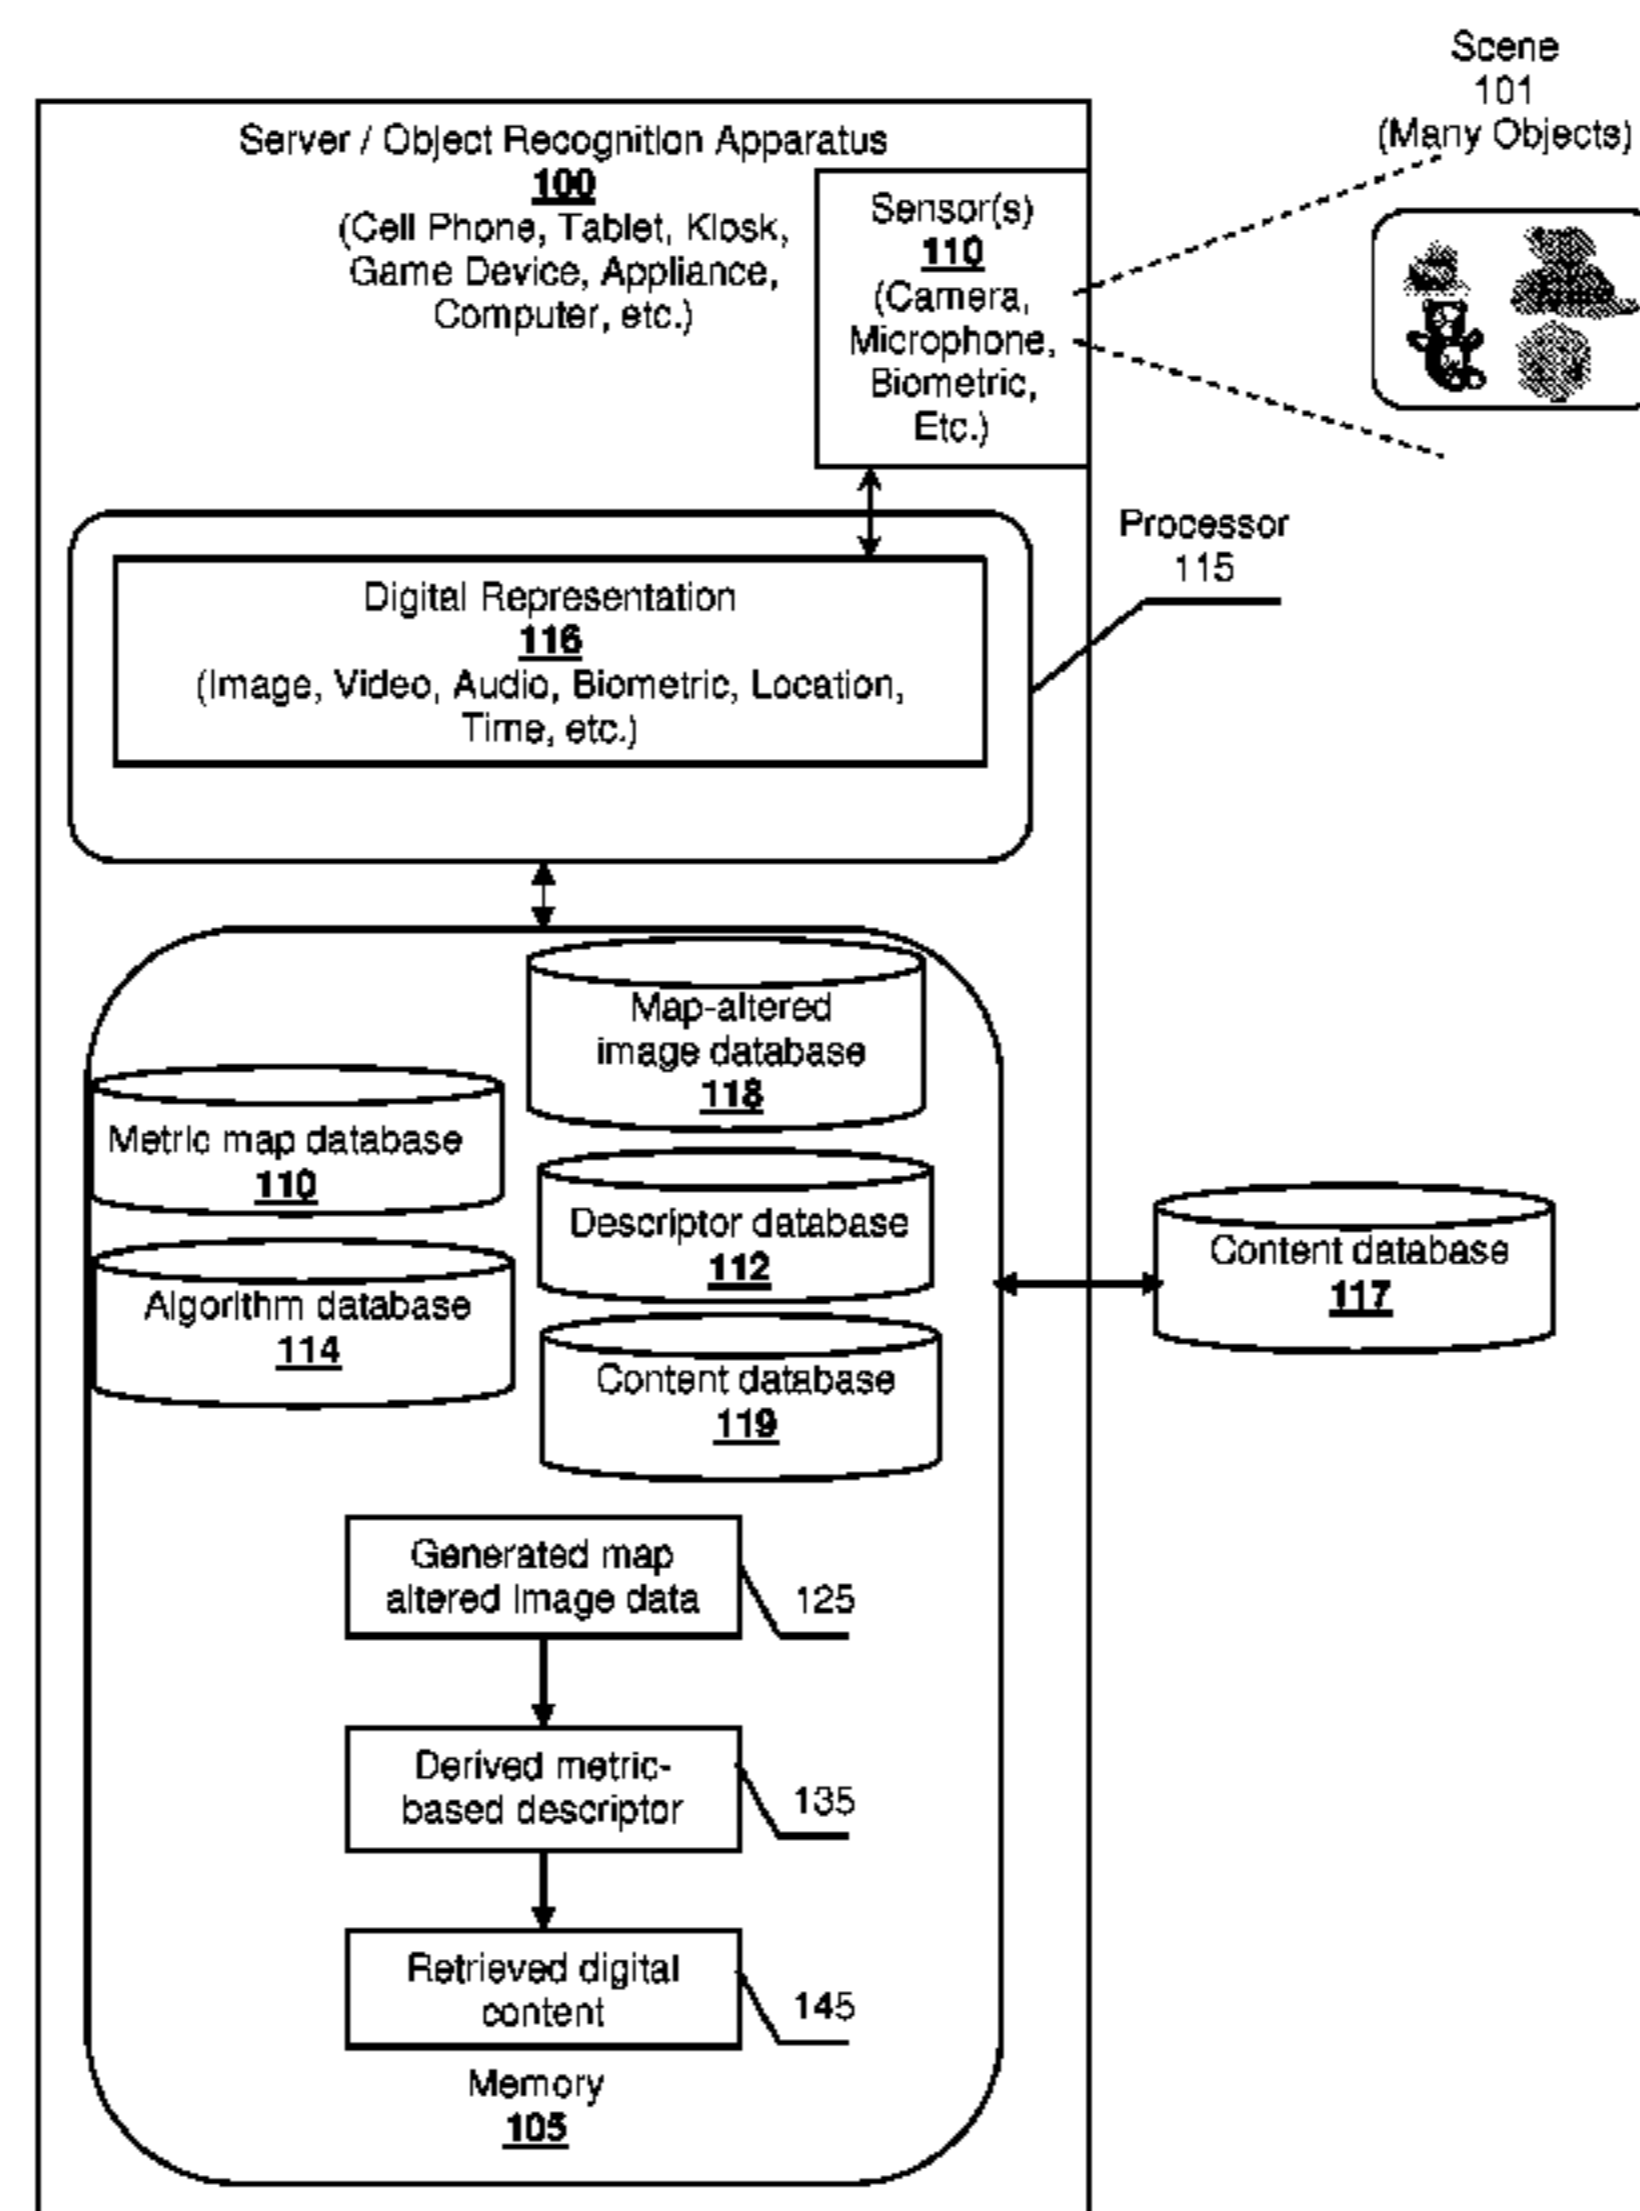 Scene
101
(Many Objects)
Server / Object Recognition Apparatus
100
(Cell Phone, Tablet, Kiosk,
Game Device, Appliance,
Computer, etc.)
Sensor(s)
110
(Camera,
Microphone,
Biometric,
Etc.)
Processor
115
Digital Representation
116
(Image, Video, Audio, Biometric, Location,
Time, etc.)
Map-altered
image database
118
Metric map database
110
Descriptor database
112
Content database
117
Algorithm database
114
Content database
119
Generated map
altered image data
125
Derived metric-
based descriptor
135
Retrieved digital
content
145
Memory
105